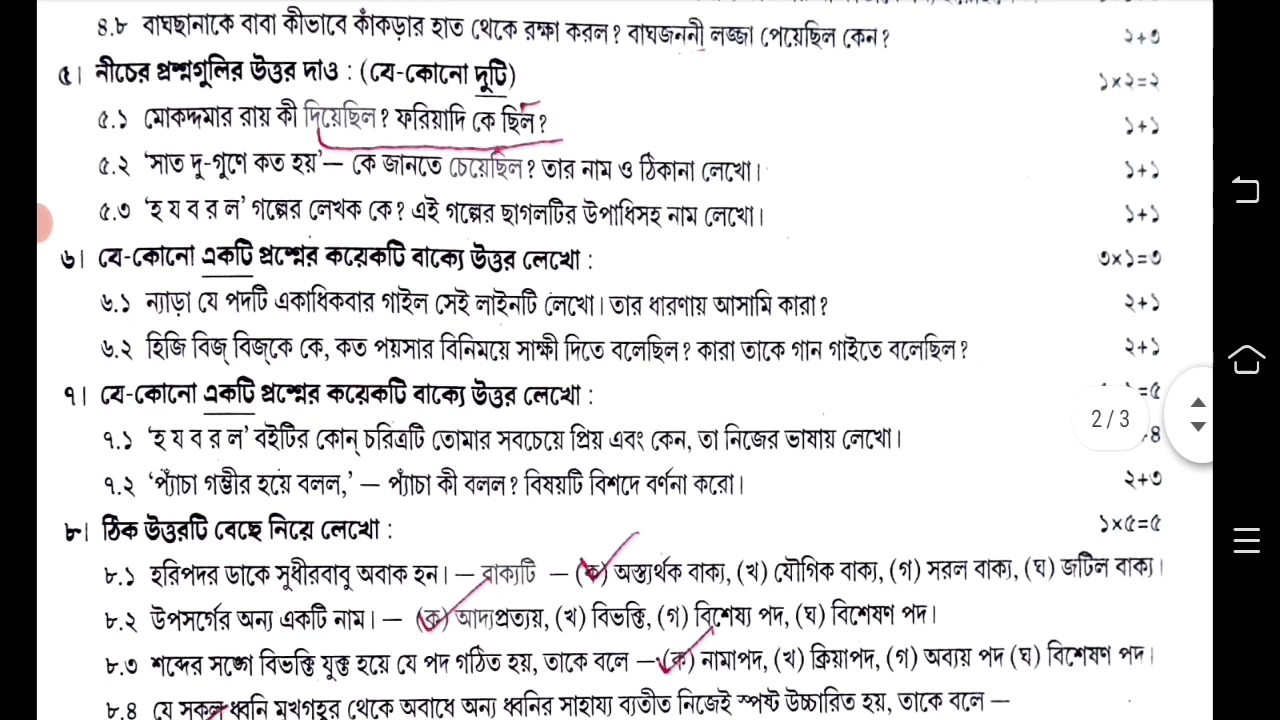 ৪.৮ বাঘছানাকে বাবা কীভাবে কাঁকড়ার হাত থেকে রক্ষা করল? বাঘজননী লজ্জা পেয়েছিল কেন? ২+৩
৫। নীচের প্রশ্নগুলির উত্তর দাও : (যে-কোনো দুটি) ১×২=২
৫.১ মোকদ্দমার রায় কী দিয়েছিল? ফরিয়াদি কে ছিল? ১+১
৫.২ ‘সাত দু-গুণে কত হয়’— কে জানতে চেয়েছিল? তার নাম ও ঠিকানা লেখো। ১+১
৫.৩ ‘হ য ব র ল’ গল্পের লেখক কে? এই গল্পের ছাগলটির উপাধিসহ নাম লেখো। ১+১
৬। যে-কোনো একটি প্রশ্নের কয়েকটি বাক্যে উত্তর লেখো : ৩×১=৩
৬.১ ন্যাড়া যে পদটি একাধিকবার গাইল সেই লাইনটি লেখো। তার ধারণায় আসামি কারা? ২+১
৬.২ হিজি বিজ্ বিজ্‌কে কে, কত পয়সার বিনিময়ে সাক্ষী দিতে বলেছিল? কারা তাকে গান গাইতে বলেছিল? ২+১
৭। যে-কোনো একটি প্রশ্নের কয়েকটি বাক্যে উত্তর লেখো : =৫
2/3
৭.১ ‘হ য ব র ল’ বইটির কোন্ চরিত্রটি তোমার সবচেয়ে প্রিয় এবং কেন, তা নিজের ভাষায় লেখো। ৪
৭.২ ‘প্যাঁচা গম্ভীর হয়ে বলল,’ — প্যাঁচা কী বলল? বিষয়টি বিশদে বর্ণনা করো। ২+৩
৮। ঠিক উত্তরটি বেছে নিয়ে লেখো : ১×৫=৫
৮.১ হরিপদর ডাকে সুধীরবাবু অবাক হন। — বাক্যটি — (ক) অস্ত্যর্থক বাক্য, (খ) যৌগিক বাক্য, (গ) সরল বাক্য, (ঘ) জটিল বাক্য।
৮.২ উপসর্গের অন্য একটি নাম। — (ক) আদ্যপ্রত্যয়, (খ) বিভক্তি, (গ) বিশেষ্য পদ, (ঘ) বিশেষণ পদ।
৮.৩ শব্দের সঙ্গে বিভক্তি যুক্ত হয়ে যে পদ গঠিত হয়, তাকে বলে — (ক) নামাপদ, (খ) ক্রিয়াপদ, (গ) অব্যয় পদ (ঘ) বিশেষণ পদ।
৮.৪ যে সকল ধ্বনি মুখগহ্বর থেকে অবাধে অন্য ধ্বনির সাহায্য ব্যতীত নিজেই স্পষ্ট উচ্চারিত হয়, তাকে বলে —